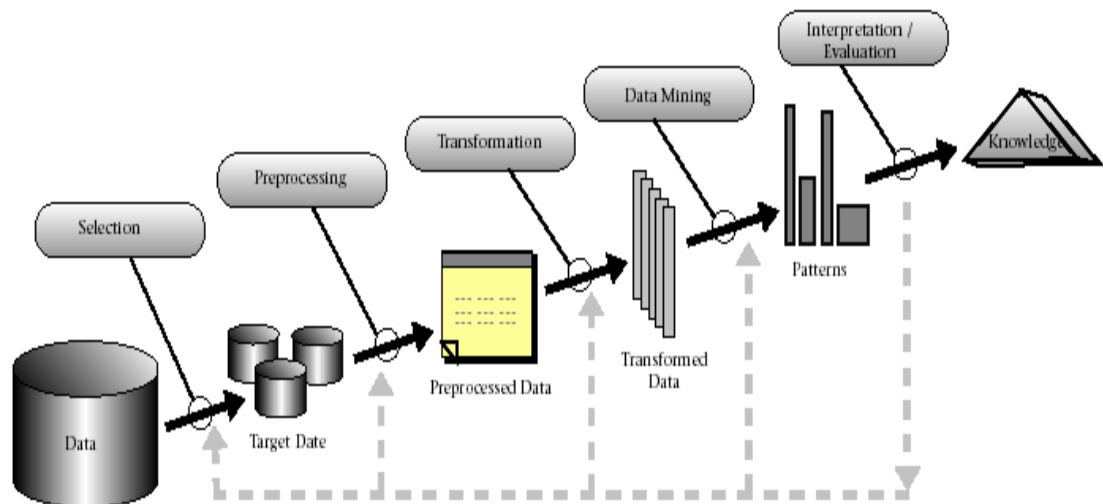 Interpretation /
Evaluation
Data Mining
Transformation
Preprocessing
Selection
Knowledge
Patterns
Transformed
Data
Preprocessed Data
Target Date
Data